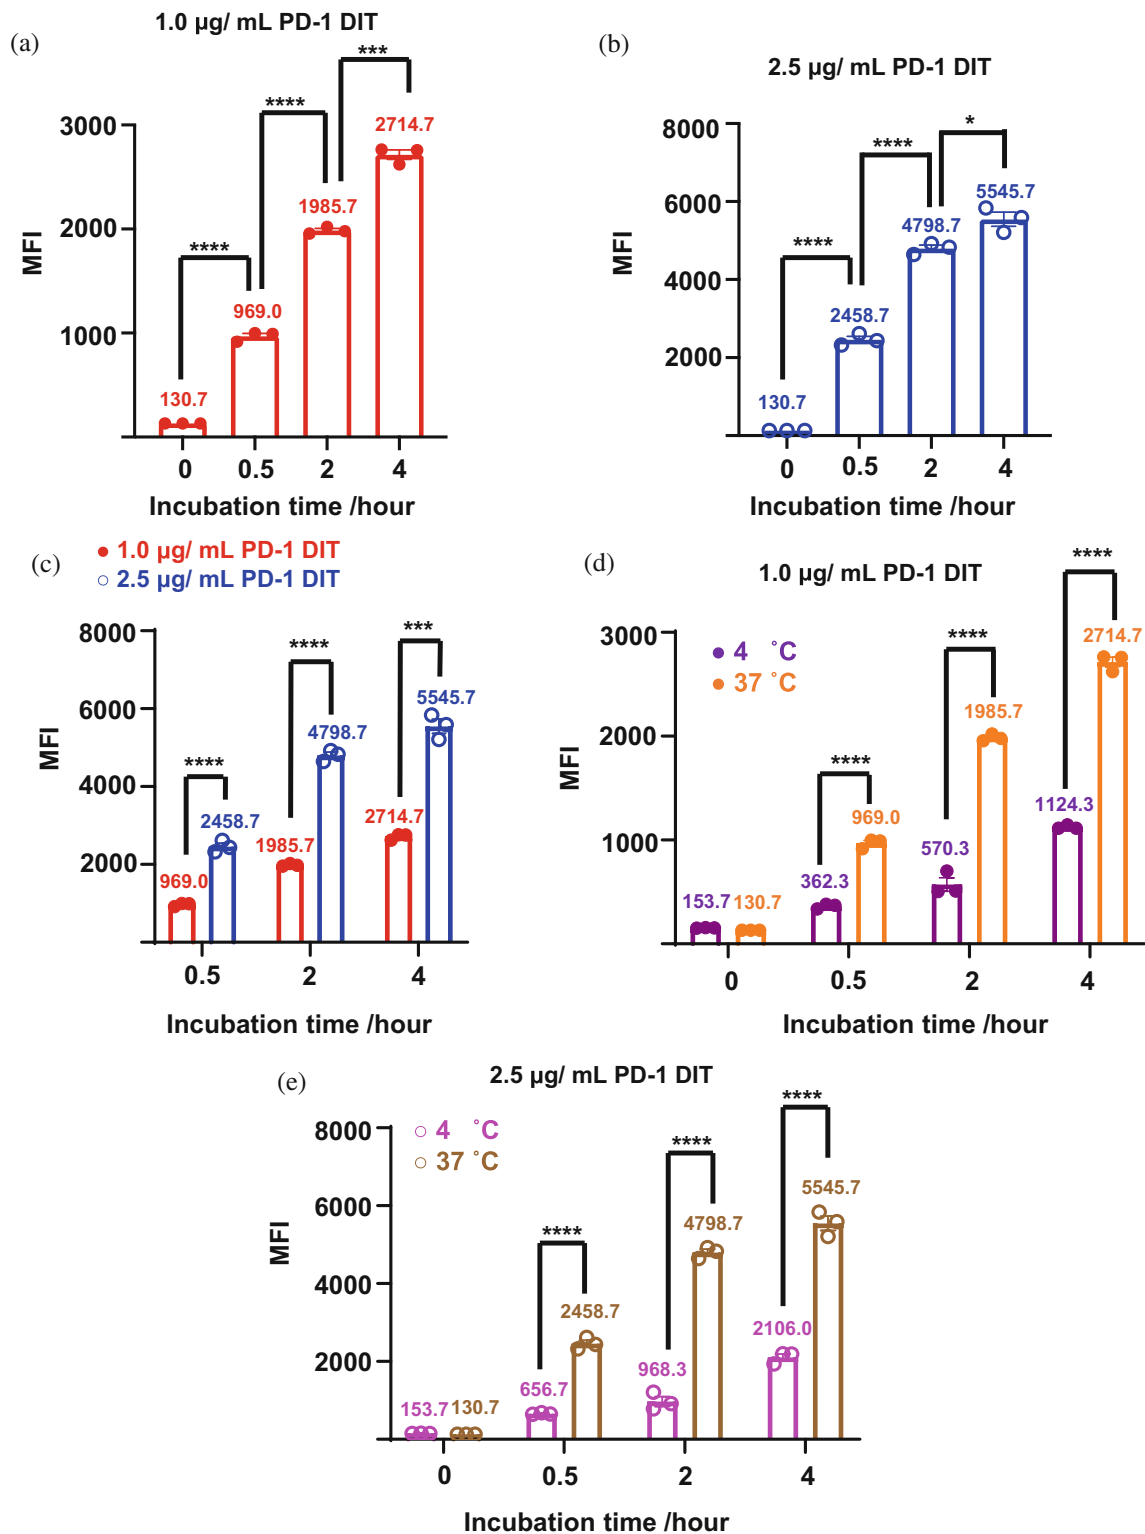 (a)
1.0 µg/ mL PD-1 DIT
MFI
3000
2000
1000
****
****
***
130.7
969.0
1985.7
2714.7
0 0.5 2 4
Incubation time /hour
(b)
2.5 µg/ mL PD-1 DIT
MFI
8000
6000
4000
2000
****
****
*
130.7
2458.7
4798.7
5545.7
0 0.5 2 4
Incubation time /hour
(c)
1.0 µg/ mL PD-1 DIT
2.5 µg/ mL PD-1 DIT
MFI
8000
6000
4000
2000
****
****
***
969.0
2458.7
1985.7
4798.7
2714.7
5545.7
0.5 2 4
Incubation time /hour
(d)
1.0 µg/ mL PD-1 DIT
4 °C
37 °C
MFI
3000
2000
1000
****
****
****
153.7
130.7
362.3
969.0
570.3
1985.7
1124.3
2714.7
0 0.5 2 4
Incubation time /hour
(e)
2.5 µg/ mL PD-1 DIT
4 °C
37 °C
MFI
8000
6000
4000
2000
****
****
****
153.7
130.7
656.7
2458.7
968.3
4798.7
2106.0
5545.7
0 0.5 2 4
Incubation time /hour